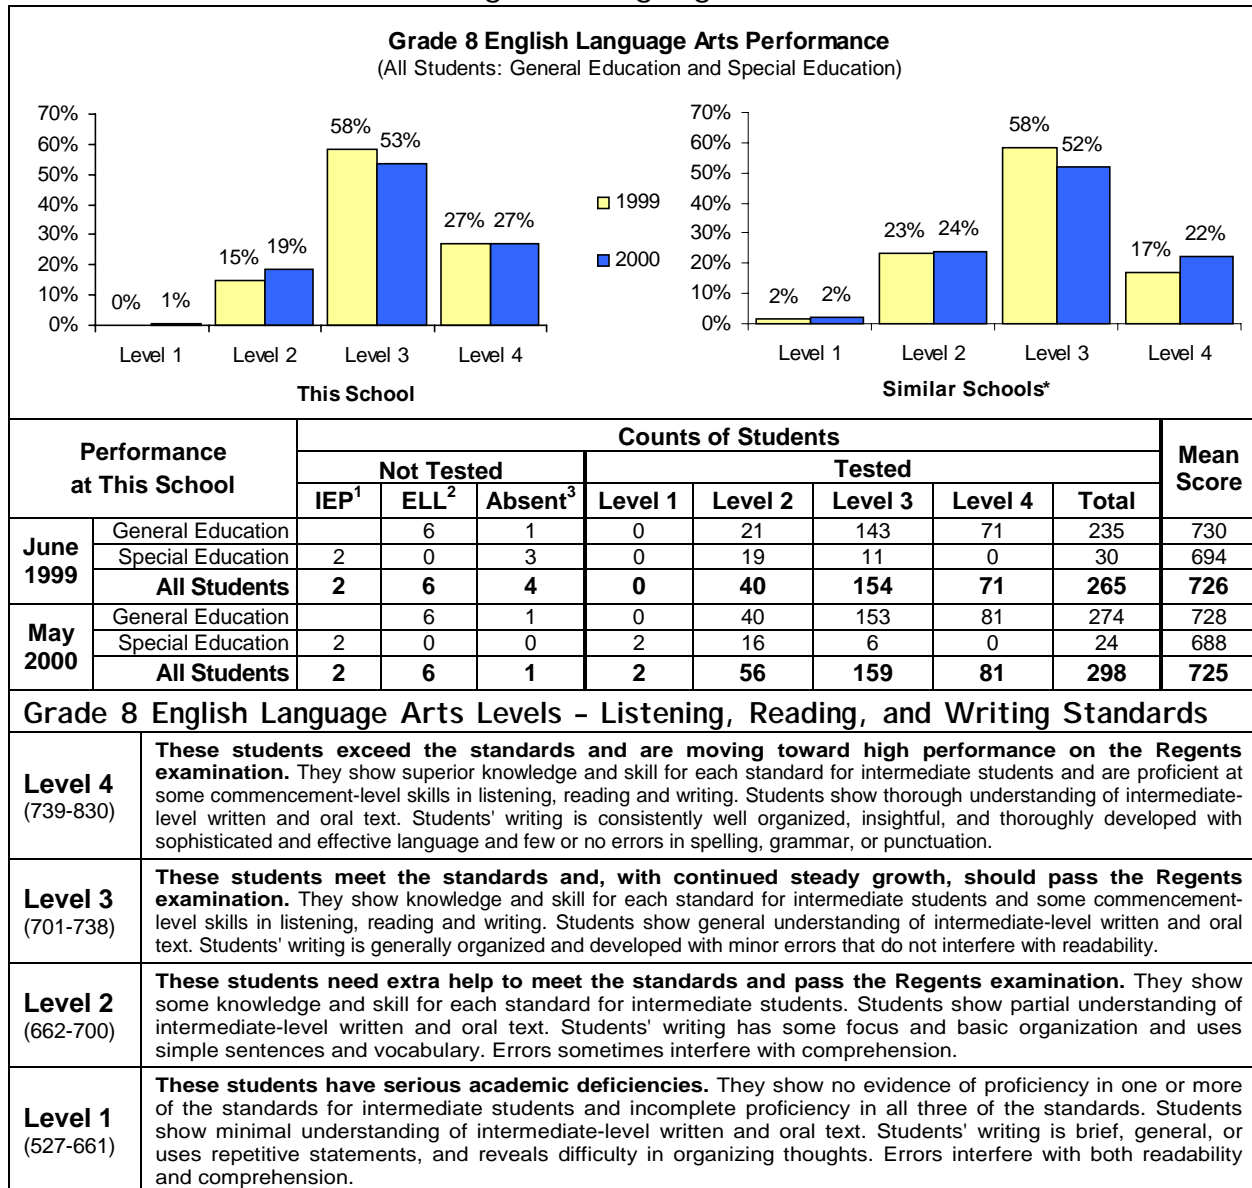 Grade 8 English Language Arts Performance
(All Students: General Education and Special Education)
70%
60%
50%
40%
30%
20%
10%
0%
0% 1%
15% 19%
58% 53%
27% 27%
Level 1 Level 2 Level 3 Level 4
This School
1999
2000
70%
60%
50%
40%
30%
20%
10%
0%
2% 2%
23% 24%
58% 52%
17% 22%
Level 1 Level 2 Level 3 Level 4
Similar Schools*
Performance
at This School
Counts of Students
Mean
Score
Not Tested Tested
IEP1 ELL2 Absent3 Level 1 Level 2 Level 3 Level 4 Total
June
1999
General Education 6 1 0 21 143 71 235 730
Special Education 2 0 3 0 19 11 0 30 694
All Students 2 6 4 0 40 154 71 265 726
May
2000
General Education 6 1 0 40 153 81 274 728
Special Education 2 0 0 2 16 6 0 24 688
All Students 2 6 1 2 56 159 81 298 725
Grade 8 English Language Arts Levels – Listening, Reading, and Writing Standards
Level 4
(739-830)
These students exceed the standards and are moving toward high performance on the Regents
examination. They show superior knowledge and skill for each standard for intermediate students and are proficient at
some commencement-level skills in listening, reading and writing. Students show thorough understanding of intermediate-
level written and oral text. Students' writing is consistently well organized, insightful, and thoroughly developed with
sophisticated and effective language and few or no errors in spelling, grammar, or punctuation.
Level 3
(701-738)
These students meet the standards and, with continued steady growth, should pass the Regents
examination. They show knowledge and skill for each standard for intermediate students and some commencement-
level skills in listening, reading and writing. Students show general understanding of intermediate-level written and oral
text. Students' writing is generally organized and developed with minor errors that do not interfere with readability.
Level 2
(662-700)
These students need extra help to meet the standards and pass the Regents examination. They show
some knowledge and skill for each standard for intermediate students. Students show partial understanding of
intermediate-level written and oral text. Students' writing has some focus and basic organization and uses
simple sentences and vocabulary. Errors sometimes interfere with comprehension.
Level 1
(527-661)
These students have serious academic deficiencies. They show no evidence of proficiency in one or more
of the standards for intermediate students and incomplete proficiency in all three of the standards. Students
show minimal understanding of intermediate-level written and oral text. Students' writing is brief, general, or
uses repetitive statements, and reveals difficulty in organizing thoughts. Errors interfere with both readability
and comprehension.